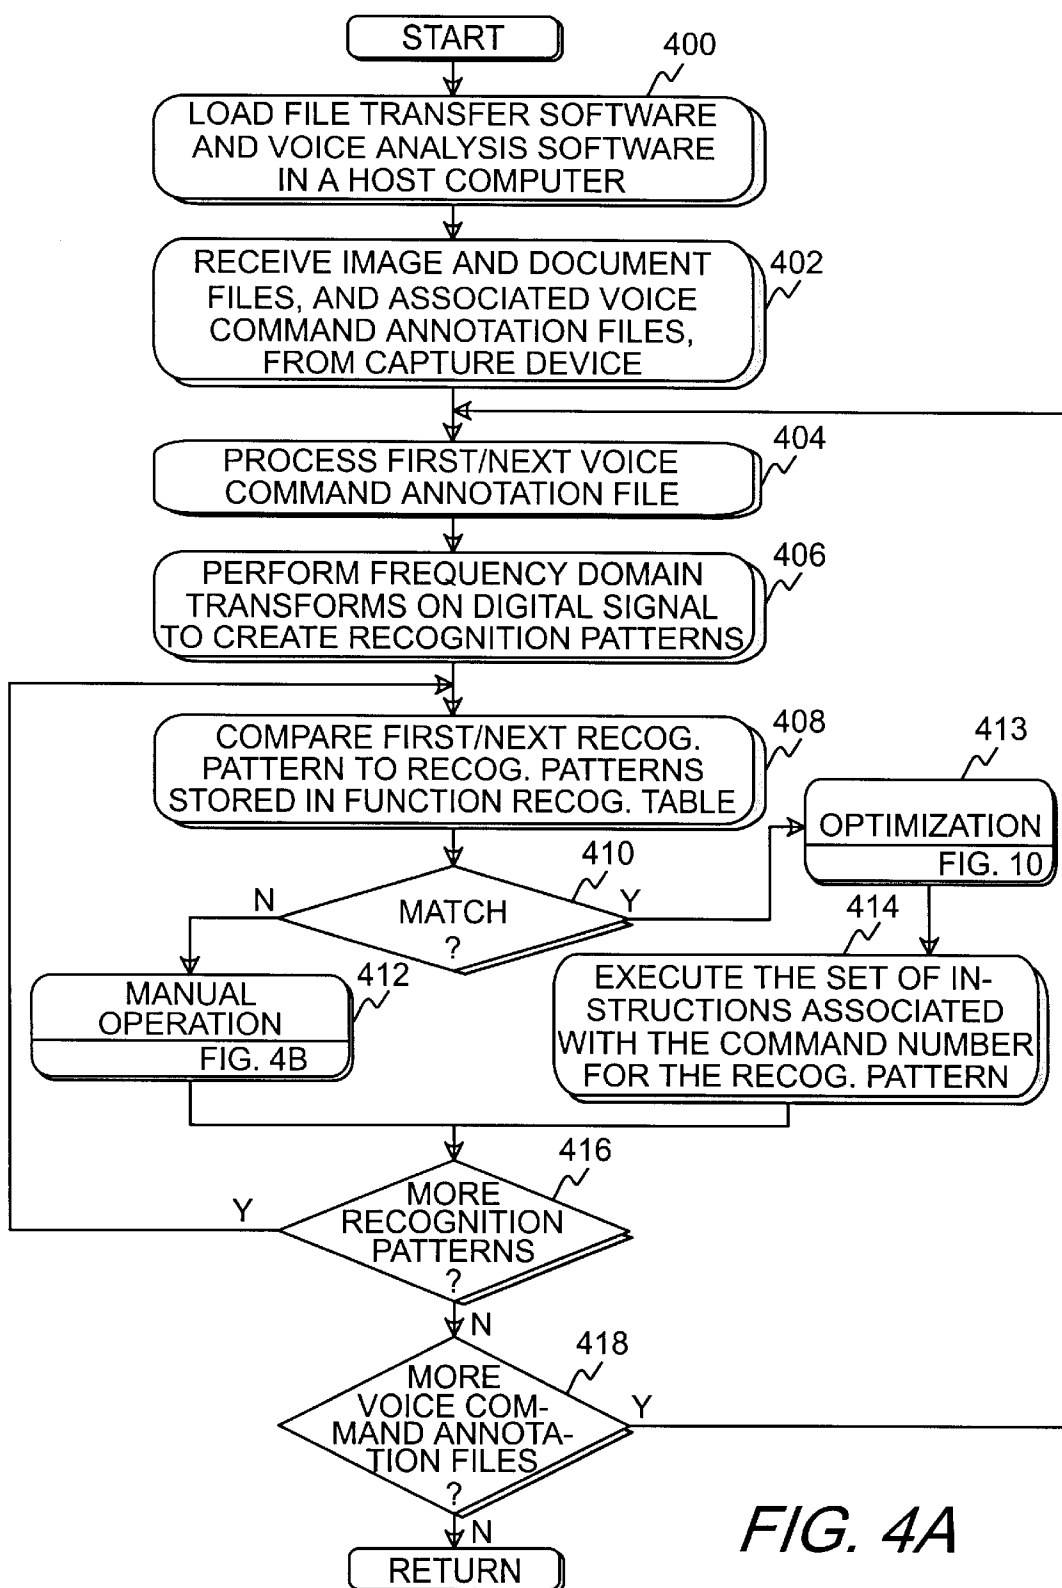 START
400
LOAD FILE TRANSFER SOFTWARE
AND VOICE ANALYSIS SOFTWARE
IN A HOST COMPUTER
RECEIVE IMAGE AND DOCUMENT
FILES, AND ASSOCIATED VOICE
COMMAND ANNOTATION FILES,
FROM CAPTURE DEVICE
402
PROCESS FIRST/NEXT VOICE
COMMAND ANNOTATION FILE
404
PERFORM FREQUENCY DOMAIN
TRANSFORMS ON DIGITAL SIGNAL
TO CREATE RECOGNITION PATTERNS
406
COMPARE FIRST/NEXT RECOG.
PATTERN TO RECOG. PATTERNS
STORED IN FUNCTION RECOG. TABLE
408
413
OPTIMIZATION
FIG. 10
410
MATCH
?
N
Y
412
MANUAL
OPERATION
FIG. 4B
414
EXECUTE THE SET OF IN-
STRUCTIONS ASSOCIATED
WITH THE COMMAND NUMBER
FOR THE RECOG. PATTERN
416
MORE
RECOGNITION
PATTERNS
?
Y
N
418
MORE
VOICE COM-
MAND ANNOTA-
TION FILES
?
Y
N
RETURN
FIG. 4A